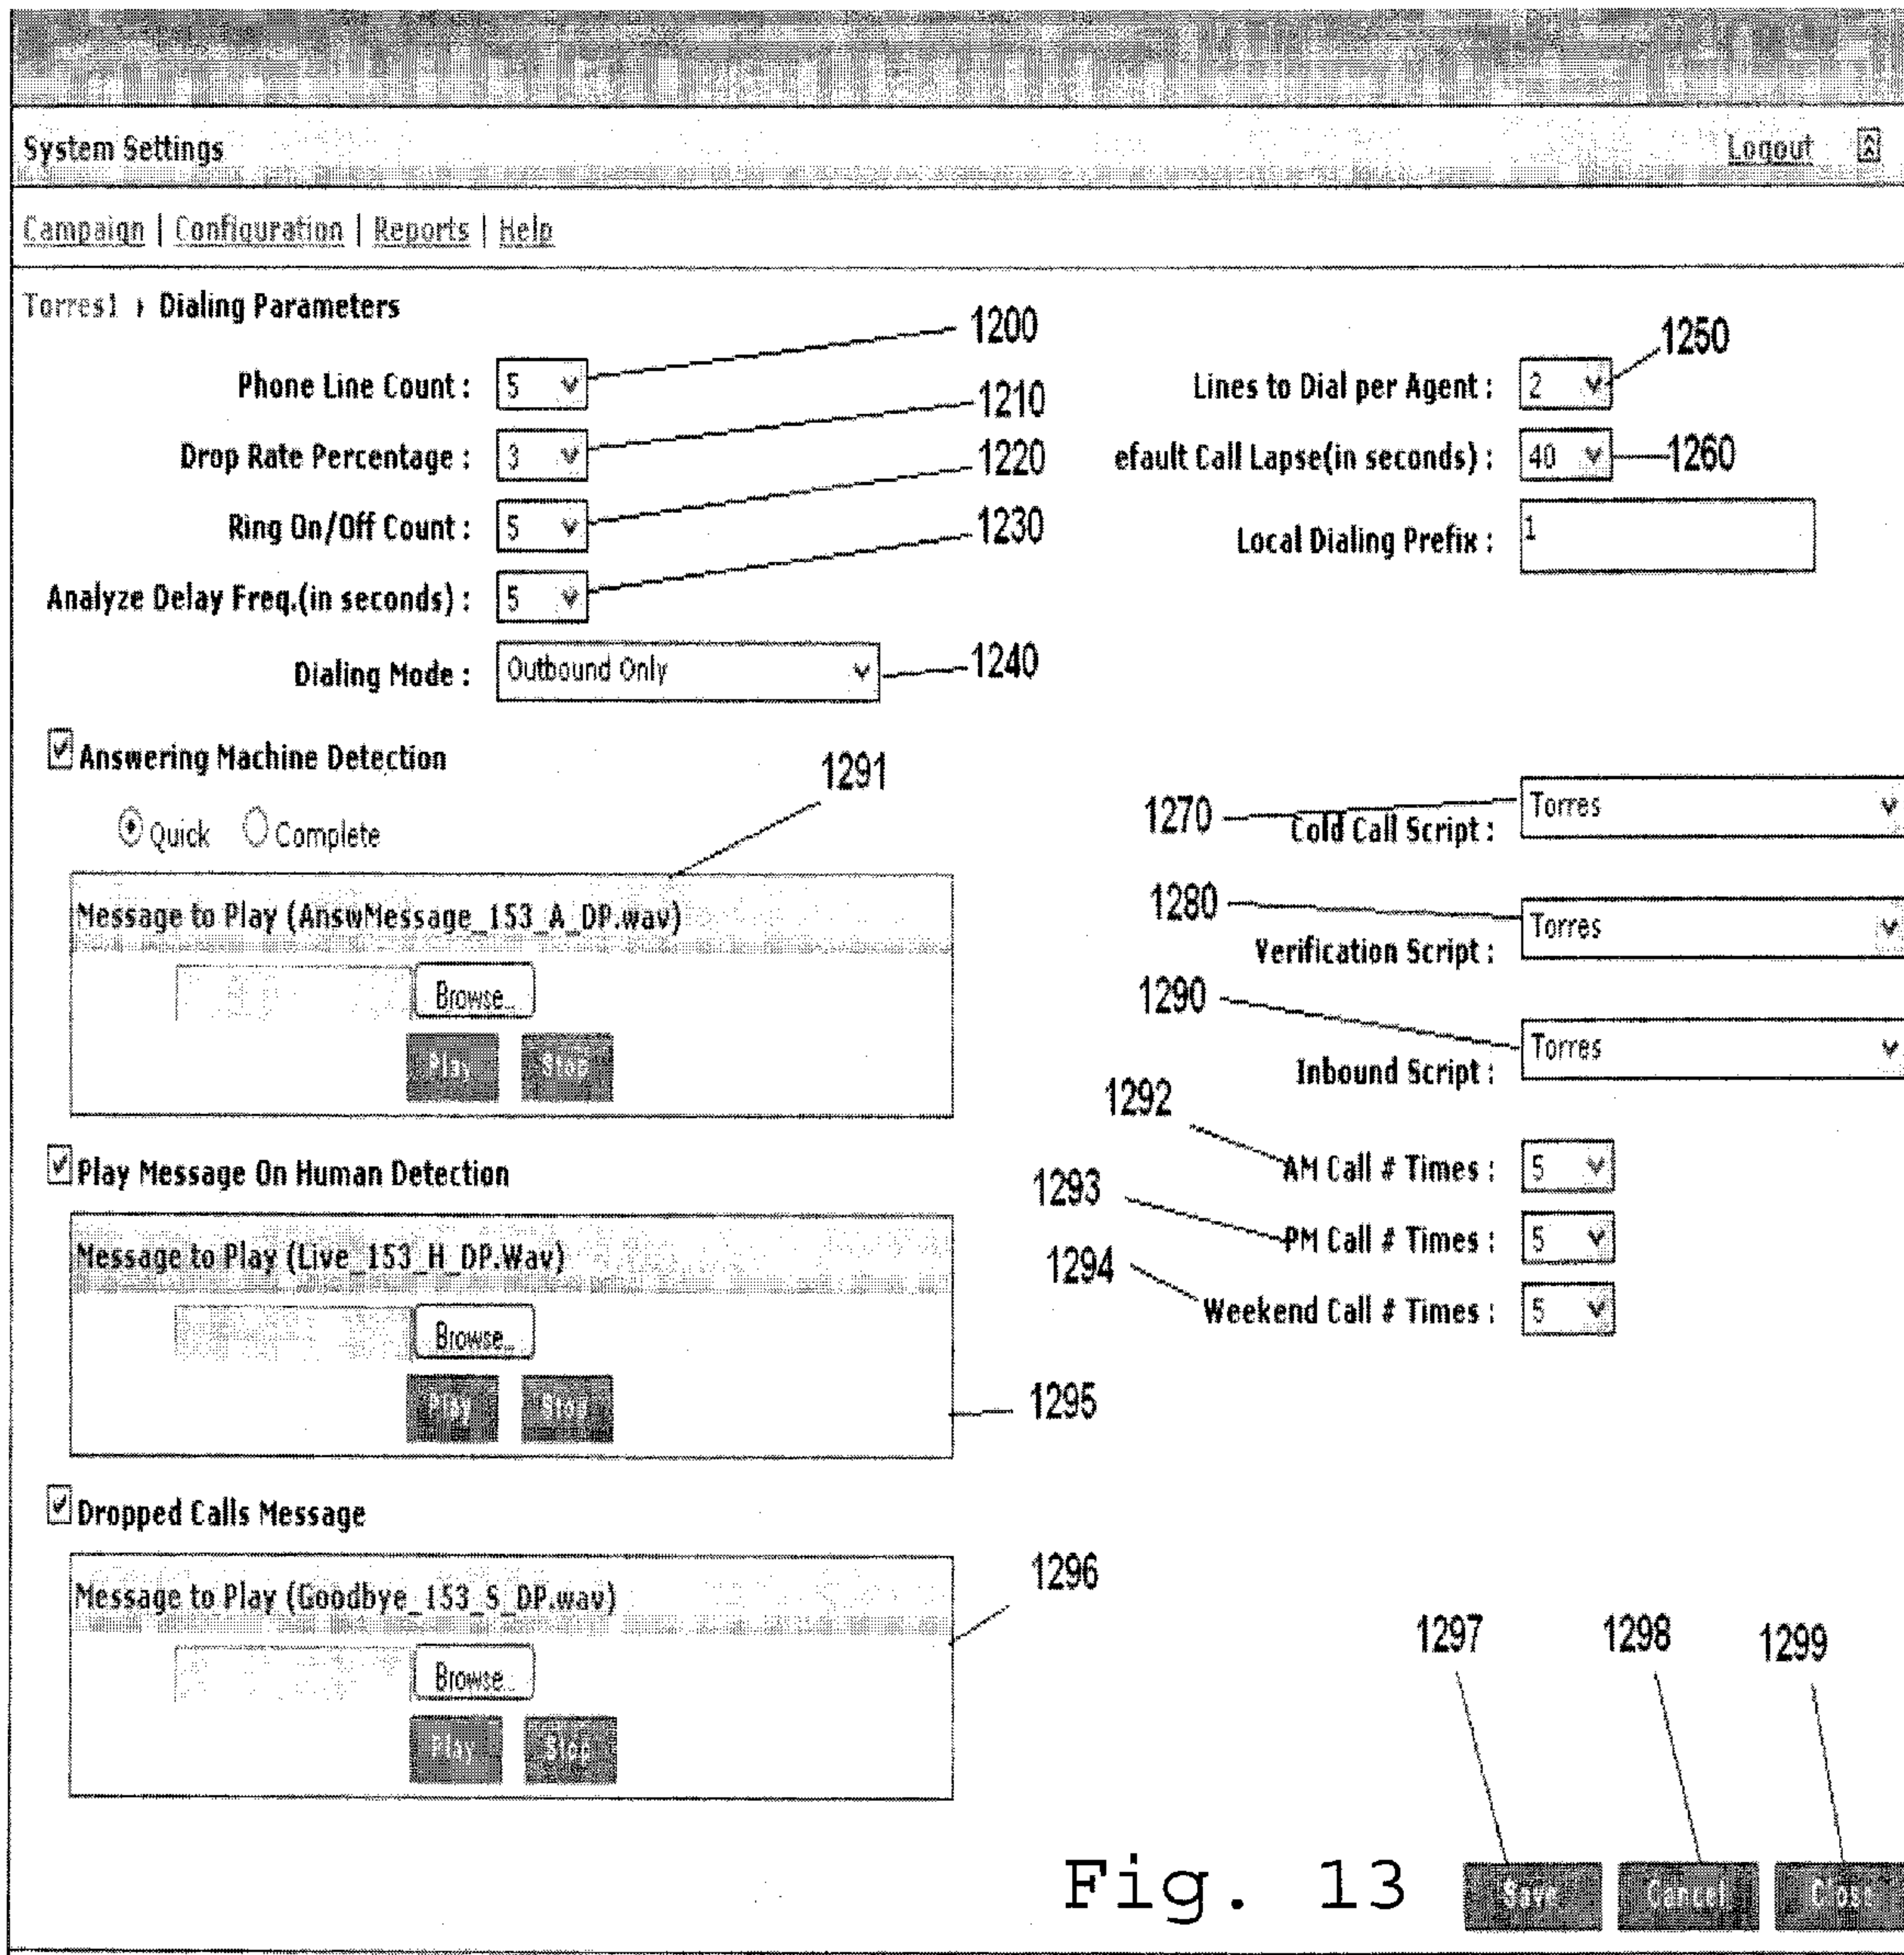 System Settings
Logout
Campaign | Configuration | Reports | Help
Torres1 › Dialing Parameters
Phone Line Count : 5 1200
Drop Rate Percentage : 3 1210
Ring On/Off Count : 5 1220
Analyze Delay Freq.(in seconds) : 5 1230
Dialing Mode : Outbound Only 1240
Lines to Dial per Agent : 2 1250
efault Call Lapse(in seconds) : 40 1260
Local Dialing Prefix : 1
Answering Machine Detection
Quick Complete
1291
Message to Play (AnswMessage_153_A_DP.wav)
Browse...
Play Stop
1270 Cold Call Script : Torres
1280 Verification Script : Torres
1290 Inbound Script : Torres
1292 AM Call # Times : 5
1293 PM Call # Times : 5
1294 Weekend Call # Times : 5
Play Message On Human Detection
Message to Play (Live_153_H_DP.Wav)
Browse...
Play Stop
1295
Dropped Calls Message
Message to Play (Goodbye_153_S_DP.wav)
Browse...
Play Stop
1296
1297 1298 1299
Fig. 13
Save Cancel Close